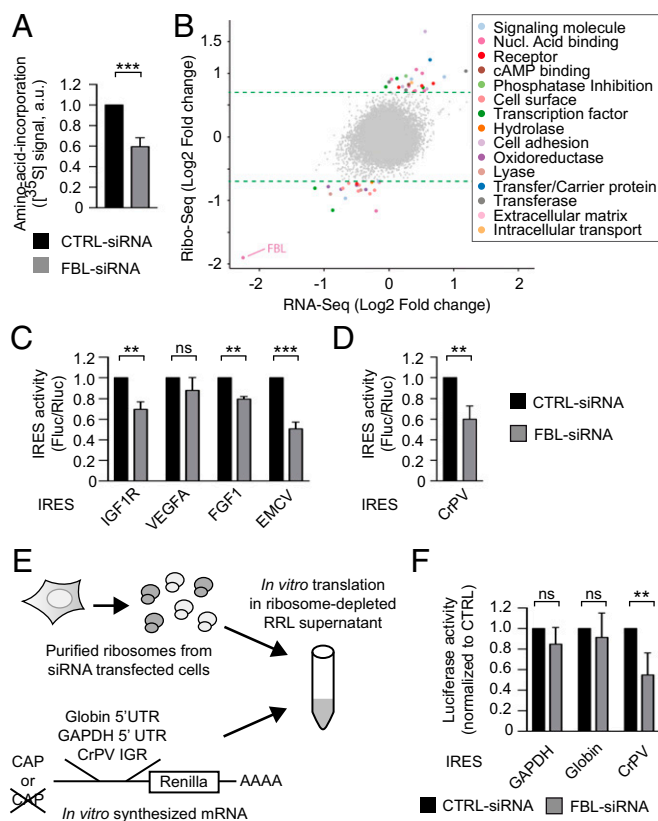 A
Amino-acid-incorporation
([³⁵S] signal, a.u.)
1.2
1.0
0.8
0.6
0.4
0.2
0
***
CTRL-siRNA
FBL-siRNA
B
Ribo-Seq (Log2 Fold change)
1
0
-1
-2
FBL
-2
-1
0
1
2
RNA-Seq (Log2 Fold change)
Signaling molecule
Nucl. Acid binding
Receptor
cAMP binding
Phosphatase Inhibition
Cell surface
Transcription factor
Hydrolase
Cell adhesion
Oxidoreductase
Lyase
Transfer/Carrier protein
Transferase
Extracellular matrix
Intracellular transport
C
IRES activity
(Fluc/Rluc)
1.2
1.0
0.8
0.6
0.4
0.2
0
** ns ** ***
IRES
IGF1R
VEGFA
FGF1
EMCV
D
IRES activity
(Fluc/Rluc)
1.2
1.0
0.8
0.6
0.4
0.2
0
**
IRES
CrPV
CTRL-siRNA
FBL-siRNA
E
Purified ribosomes from
siRNA transfected cells
In vitro translation
in ribosome-depleted
RRL supernatant
Globin 5'UTR
GAPDH 5' UTR
CrPV IGR
CAP
or
CAP
Renilla
AAAA
In vitro synthesized mRNA
F
Luciferase activity
(normalized to CTRL)
1.2
1.0
0.8
0.6
0.4
0.2
0
ns ns **
IRES
GAPDH
Globin
CrPV
CTRL-siRNA
FBL-siRNA